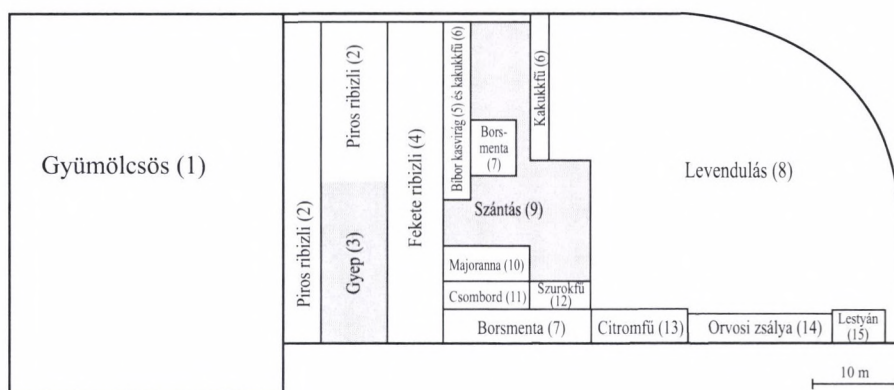 Gyümölcsös (1)
Piros ribizli (2)
Piros ribizli (2)
Gyep (3)
Fekete ribizli (4)
Bíbor kasvirág (5) és kakukkfű (6)
Bors-
menta
(7)
Kakukkfű (6)
Levendulás (8)
Szántás (9)
Majoranna (10)
Csombord (11)
Szurokfű
(12)
Borsmenta (7)
Citromfű (13)
Orvosi zsálya (14)
Lestyán
(15)
10 m